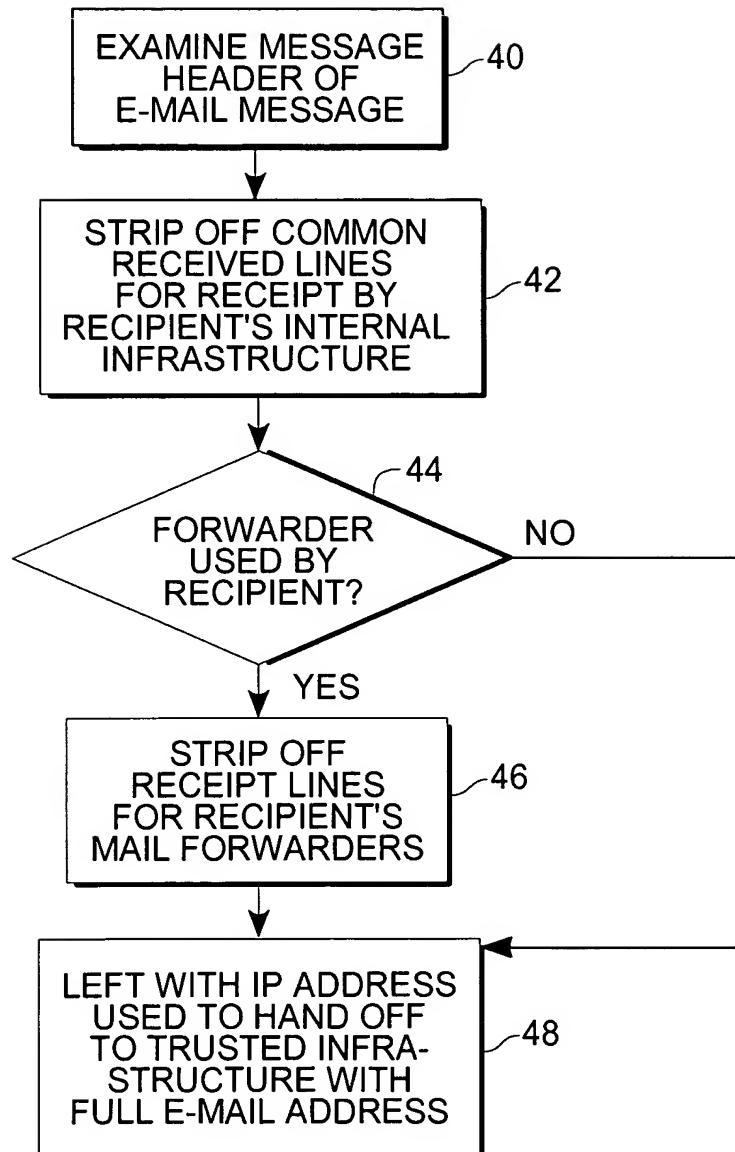 EXAMINE MESSAGE
HEADER OF
E-MAIL MESSAGE
40
STRIP OFF COMMON
RECEIVED LINES
FOR RECEIPT BY
RECIPIENT'S INTERNAL
INFRASTRUCTURE
42
44
FORWARDER
USED BY
RECIPIENT?
NO
YES
STRIP OFF
RECEIPT LINES
FOR RECIPIENT'S
MAIL FORWARDERS
46
LEFT WITH IP ADDRESS
USED TO HAND OFF
TO TRUSTED INFRA-
STRUCTURE WITH
FULL E-MAIL ADDRESS
48